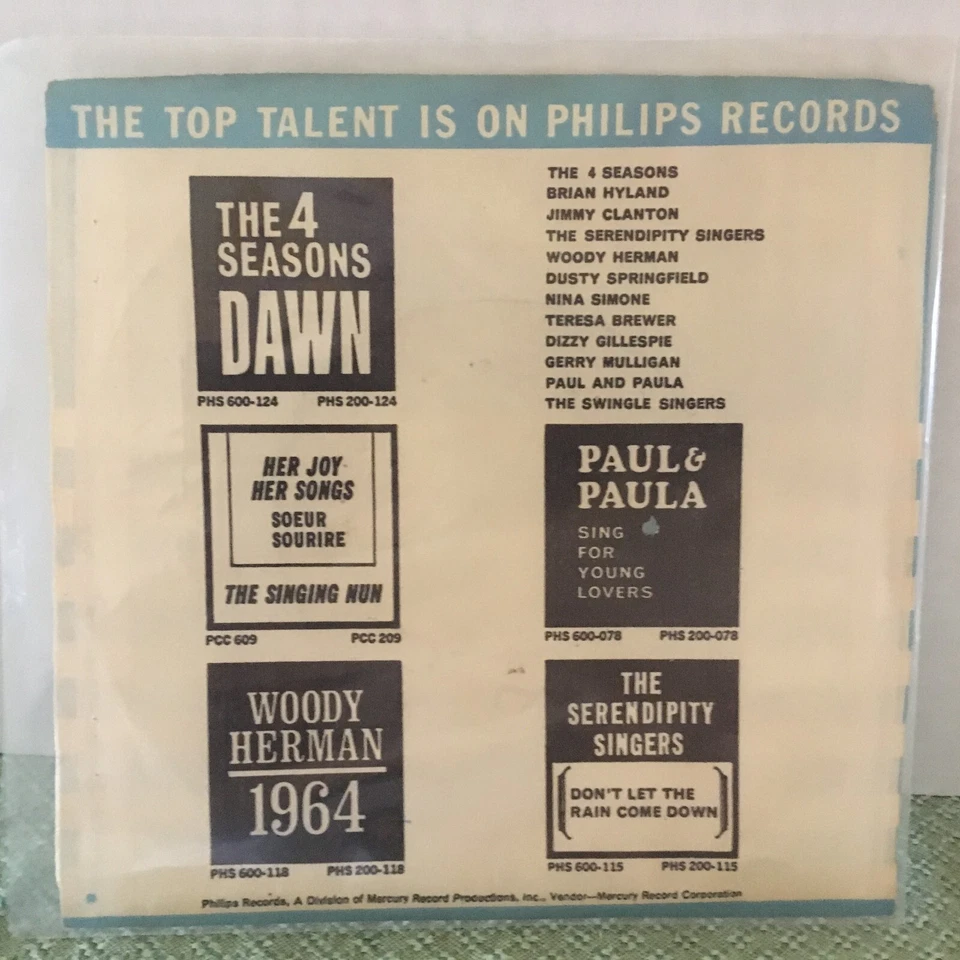 THE TOP TALENT IS ON PHILIPS RECORDS
THE 4
SEASONS
DAWN
PHS 600-124 PHS 200-124
THE 4 SEASONS
BRIAN HYLAND
JIMMY CLANTON
THE SERENDIPITY SINGERS
WOODY HERMAN
DUSTY SPRINGFIELD
NINA SIMONE
TERESA BREWER
DIZZY GILLESPIE
GERRY MULLIGAN
PAUL AND PAULA
THE SWINGLE SINGERS
HER JOY
HER SONGS
SOEUR
SOURIRE
THE SINGING NUN
PCC 609 PCC 209
PAUL &
PAULA
SING
FOR
YOUNG
LOVERS
PHS 600-078 PHS 200-078
WOODY
HERMAN
1964
PHS 600-118 PHS 200-118
THE
SERENDIPITY
SINGERS
DON'T LET THE
RAIN COME DOWN
PHS 600-115 PHS 200-115
Philips Records, A Division of Mercury Record Productions, Inc., Vendor—Mercury Record Corporation